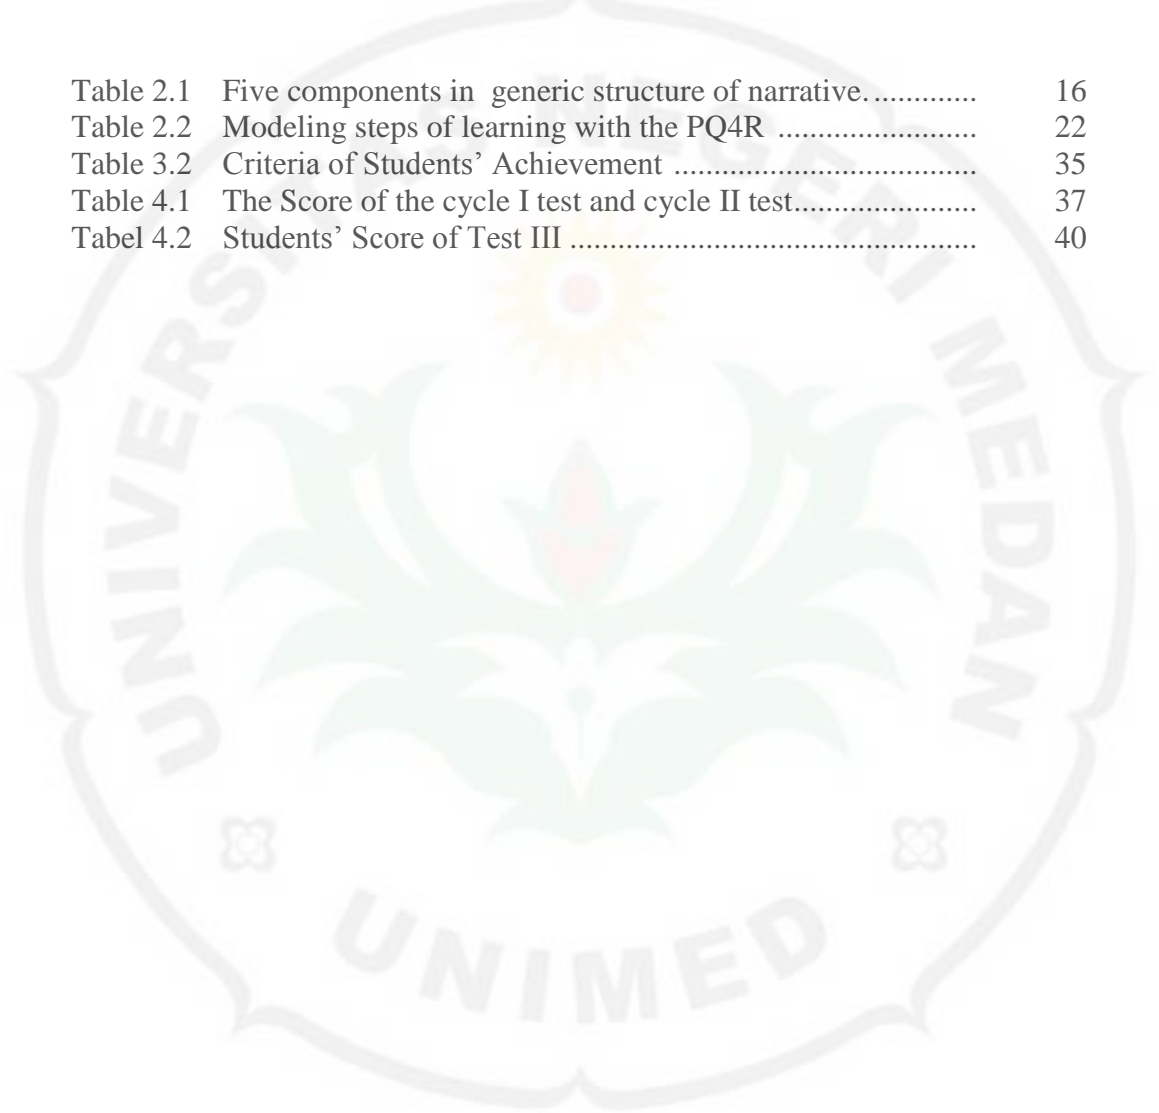 Table 2.1 Five components in generic structure of narrative. ............. 16
Table 2.2 Modeling steps of learning with the PQ4R ......................... 22
Table 3.2 Criteria of Students’ Achievement ...................................... 35
Table 4.1 The Score of the cycle I test and cycle II test....................... 37
Tabel 4.2 Students’ Score of Test III ................................................... 40
UNIVERSITAS NEGERI MEDAN
UNIMED